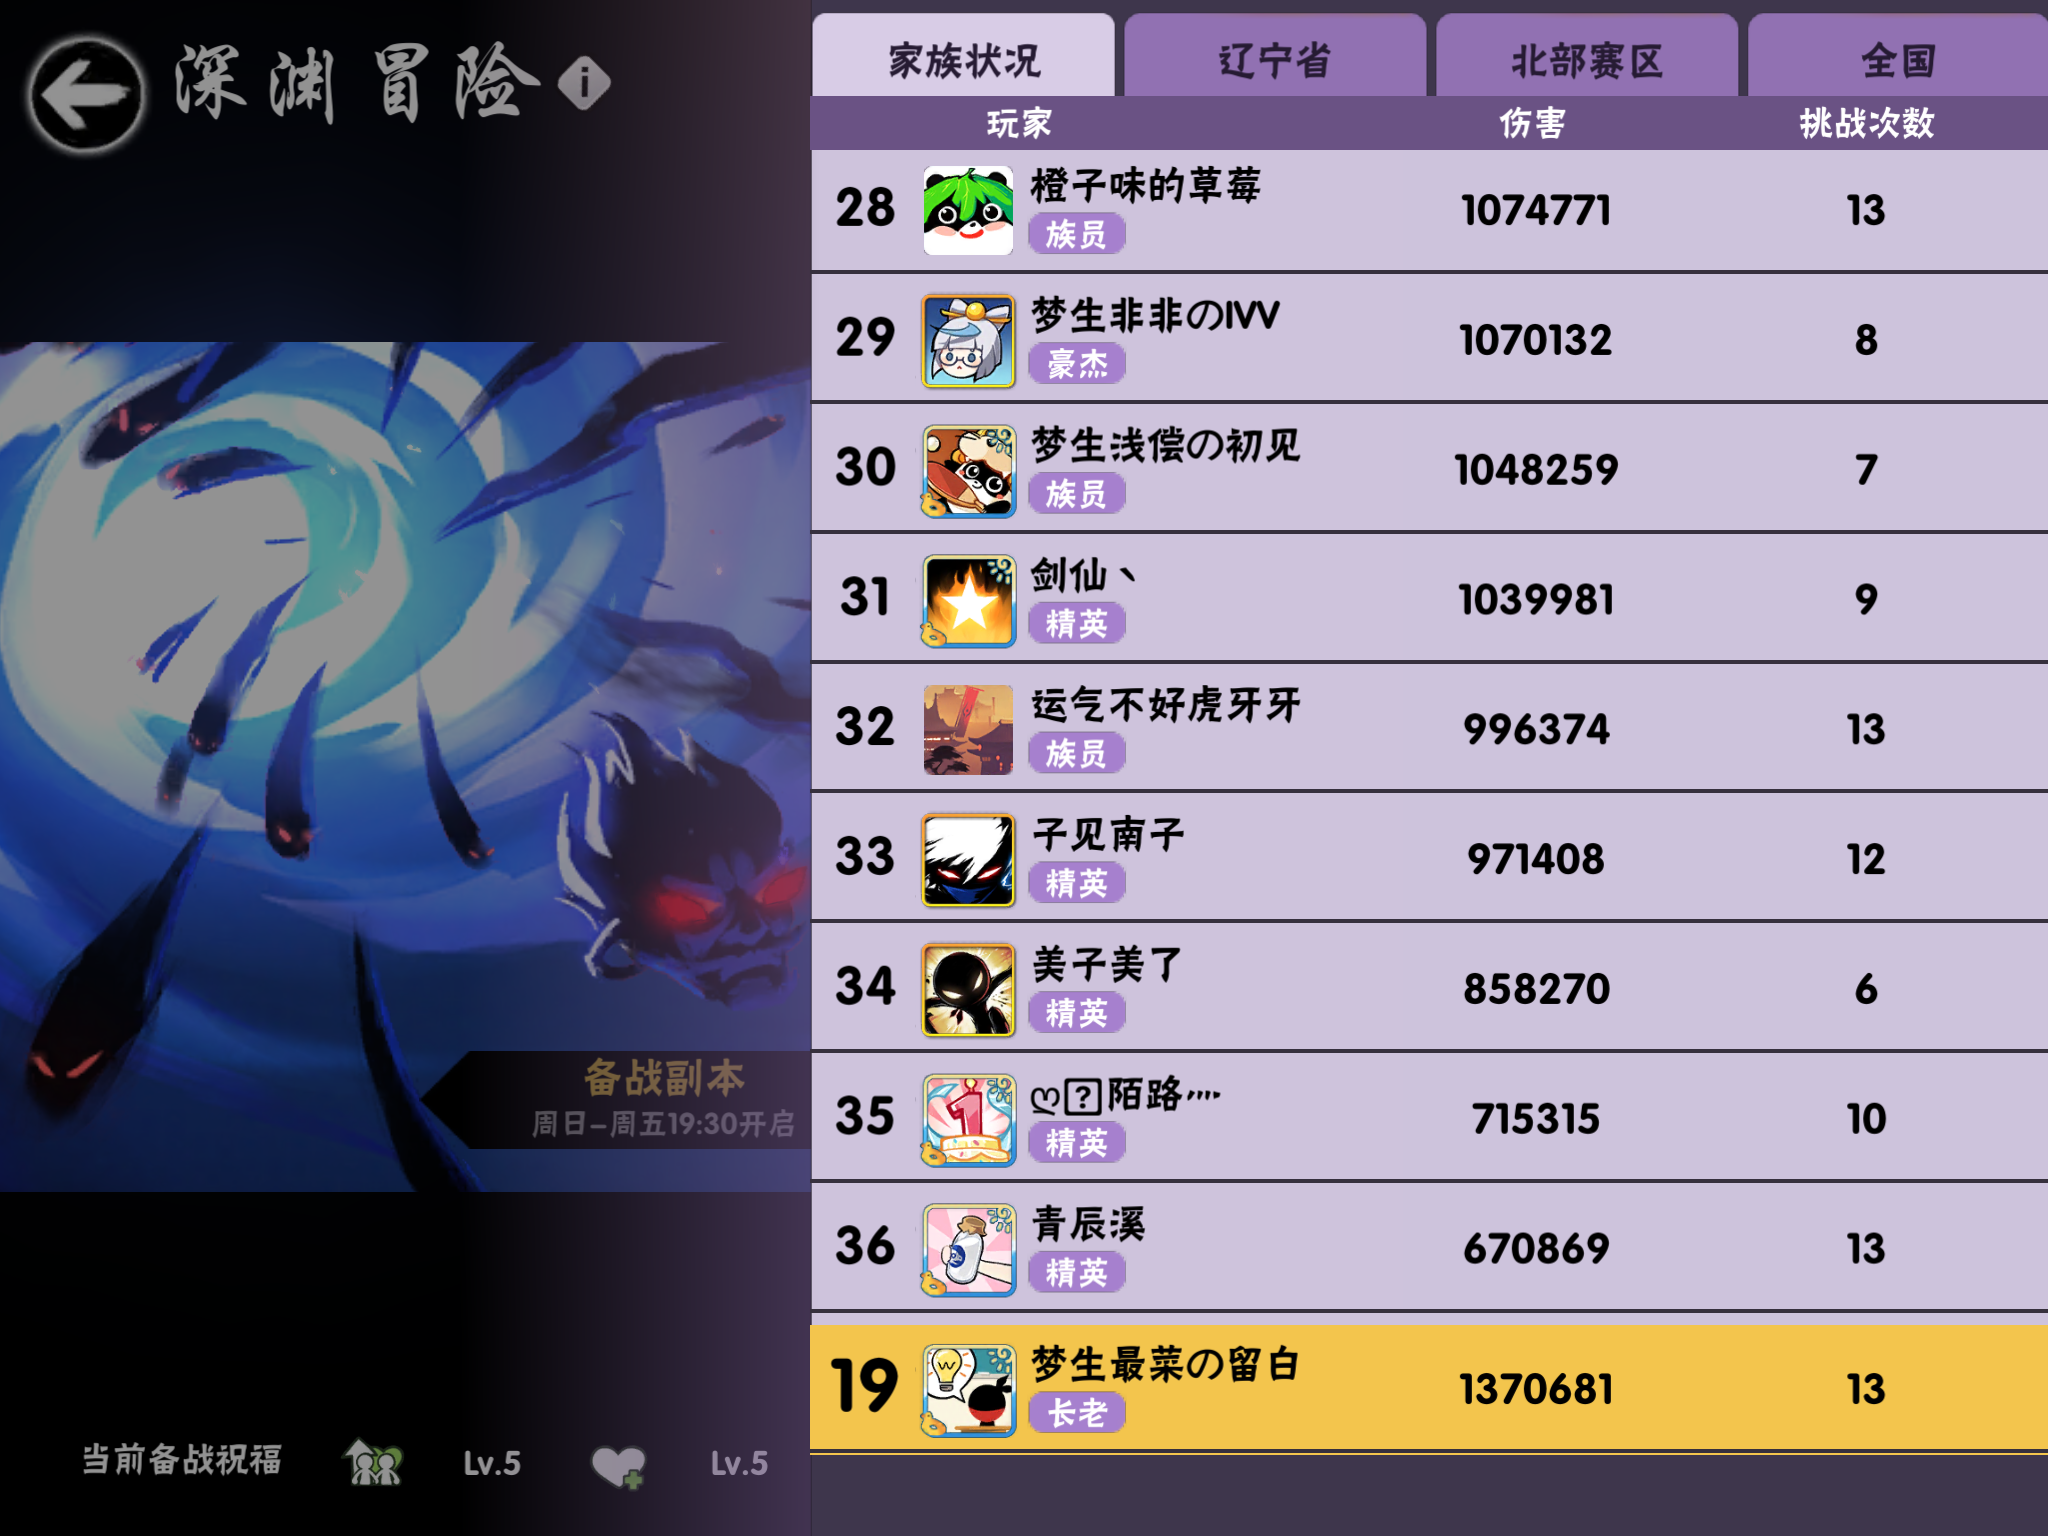 深渊冒险
家族状况 辽宁省 北部赛区 全国
玩家 伤害 挑战次数
28 橙子味的草莓 1074771 13
族员
29 梦生非非のIVV 1070132 8
豪杰
30 梦生浅偿の初见 1048259 7
族员
31 剑仙丶 1039981 9
精英
32 运气不好虎牙牙 996374 13
族员
33 子见南子 971408 12
精英
34 美子美了 858270 6
精英
35 ღ陌路灬 715315 10
精英
36 青辰溪 670869 13
精英
19 梦生最菜の留白 1370681 13
长老
备战副本
周日-周五19:30开启
当前备战祝福 Lv.5 Lv.5